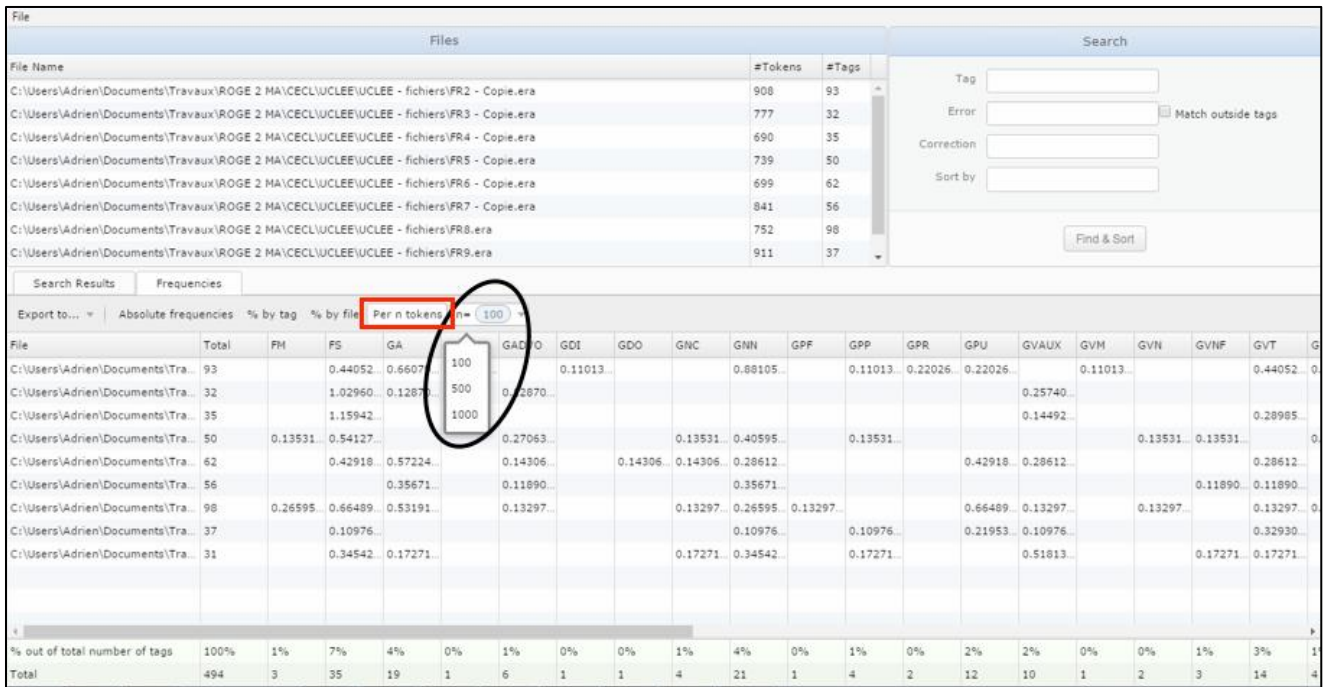 File
Files Search
File Name #Tokens #Tags
C:\Users\Adrien\Documents\Travaux\ROGE 2 MA\CECL\UCLEE\UCLEE - fichiers\FR2 - Copie.era 908 93
C:\Users\Adrien\Documents\Travaux\ROGE 2 MA\CECL\UCLEE\UCLEE - fichiers\FR3 - Copie.era 777 32
C:\Users\Adrien\Documents\Travaux\ROGE 2 MA\CECL\UCLEE\UCLEE - fichiers\FR4 - Copie.era 690 35
C:\Users\Adrien\Documents\Travaux\ROGE 2 MA\CECL\UCLEE\UCLEE - fichiers\FR5 - Copie.era 739 50
C:\Users\Adrien\Documents\Travaux\ROGE 2 MA\CECL\UCLEE\UCLEE - fichiers\FR6 - Copie.era 699 62
C:\Users\Adrien\Documents\Travaux\ROGE 2 MA\CECL\UCLEE\UCLEE - fichiers\FR7 - Copie.era 841 56
C:\Users\Adrien\Documents\Travaux\ROGE 2 MA\CECL\UCLEE\UCLEE - fichiers\FR8.era 752 98
C:\Users\Adrien\Documents\Travaux\ROGE 2 MA\CECL\UCLEE\UCLEE - fichiers\FR9.era 911 37
Tag
Error Match outside tags
Correction
Sort by
Find & Sort
Search Results Frequencies
Export to... Absolute frequencies % by tag % by file Per n tokens n= 100
100
500
1000
File Total FM FS GA GADVO GDI GDO GNC GNN GPF GPP GPR GPU GVAUX GVM GVN GVNF GVT G
C:\Users\Adrien\Documents\Tra... 93 0.44052... 0.6607 0.11013... 0.88105... 0.11013... 0.22026... 0.22026... 0.11013... 0.44052... 0.
C:\Users\Adrien\Documents\Tra... 32 1.02960... 0.12870 0.12870... 0.25740...
C:\Users\Adrien\Documents\Tra... 35 1.15942... 0.14492... 0.28985...
C:\Users\Adrien\Documents\Tra... 50 0.13531... 0.54127... 0.27063... 0.13531... 0.40595... 0.13531... 0.13531... 0.13531... 0.
C:\Users\Adrien\Documents\Tra... 62 0.42918... 0.57224... 0.14306... 0.14306... 0.14306... 0.28612... 0.42918... 0.28612... 0.28612...
C:\Users\Adrien\Documents\Tra... 56 0.35671... 0.11890... 0.35671... 0.11890... 0.11890...
C:\Users\Adrien\Documents\Tra... 98 0.26595... 0.66489... 0.53191... 0.13297... 0.13297... 0.26595... 0.13297... 0.66489... 0.13297... 0.13297... 0.13297... 0.
C:\Users\Adrien\Documents\Tra... 37 0.10976... 0.10976... 0.10976... 0.21953... 0.10976... 0.32930...
C:\Users\Adrien\Documents\Tra... 31 0.34542... 0.17271... 0.17271... 0.34542... 0.17271... 0.51813... 0.17271... 0.17271...
% out of total number of tags 100% 1% 7% 4% 0% 1% 0% 0% 1% 4% 0% 1% 0% 2% 2% 0% 0% 1% 3% 1
Total 494 3 35 19 1 6 1 1 4 21 1 4 2 12 10 1 2 3 14 4